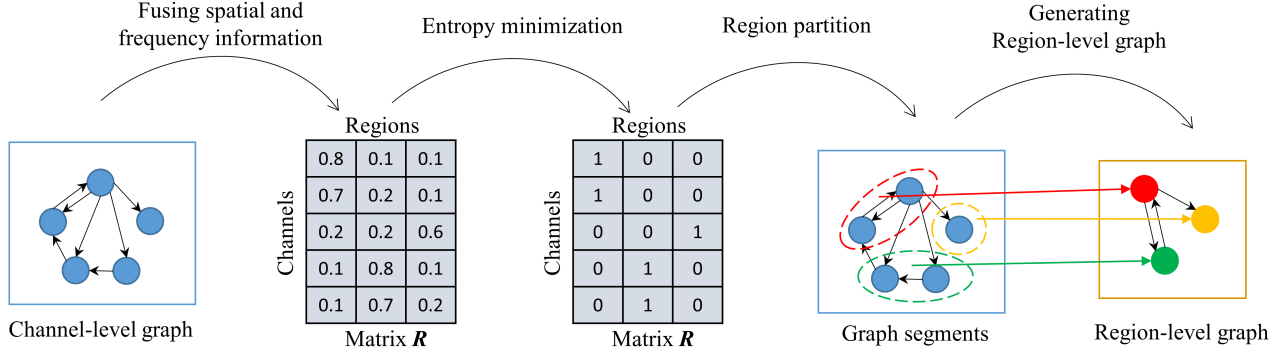 Fusing spatial and
frequency information
Entropy minimization
Region partition
Generating
Region-level graph
Regions
Channels
0.8 0.1 0.1
0.7 0.2 0.1
0.2 0.2 0.6
0.1 0.8 0.1
0.1 0.7 0.2
Matrix R
Regions
Channels
1 0 0
1 0 0
0 0 1
0 1 0
0 1 0
Matrix R
Channel-level graph
Graph segments
Region-level graph